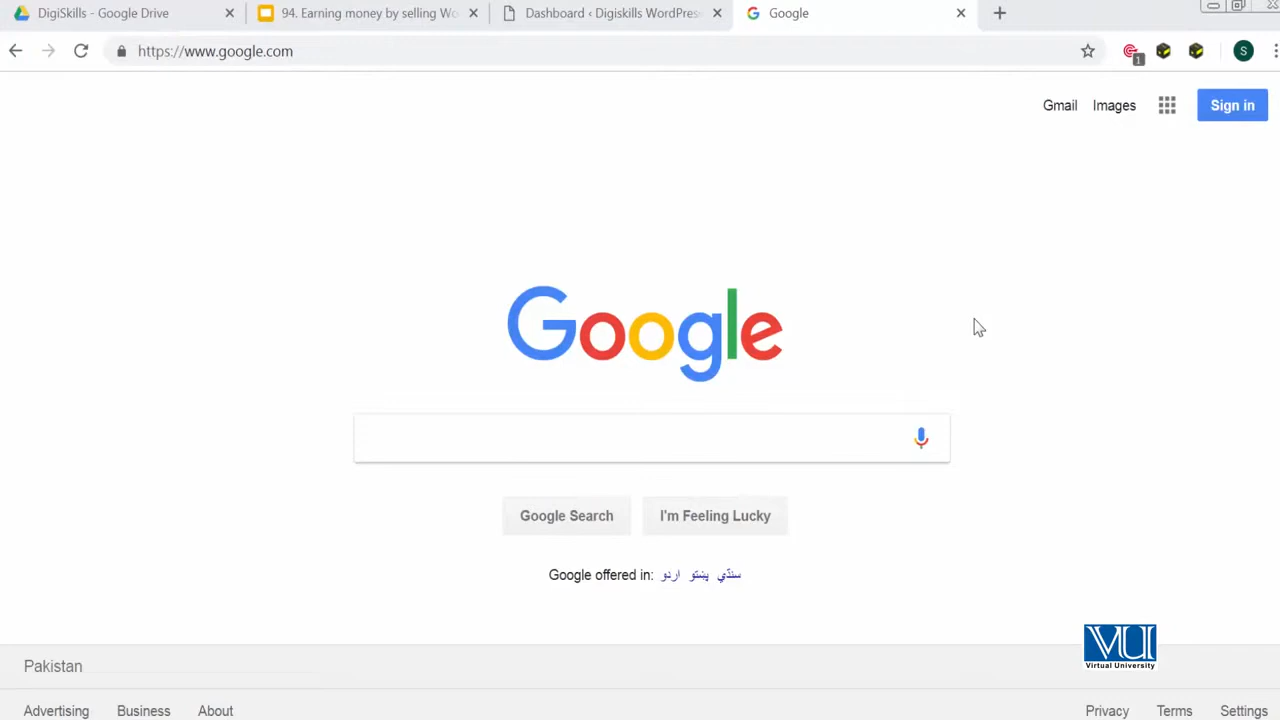 DigiSkills - Google Drive
94. Earning money by selling Wo
Dashboard ‹ Digiskills WordPres
Google
https://www.google.com
1
S
Gmail Images Sign in
Google
Google Search I'm Feeling Lucky
Google offered in: اردو پښتو سنڌي
VU
Virtual University
Pakistan
Advertising Business About Privacy Terms Settings